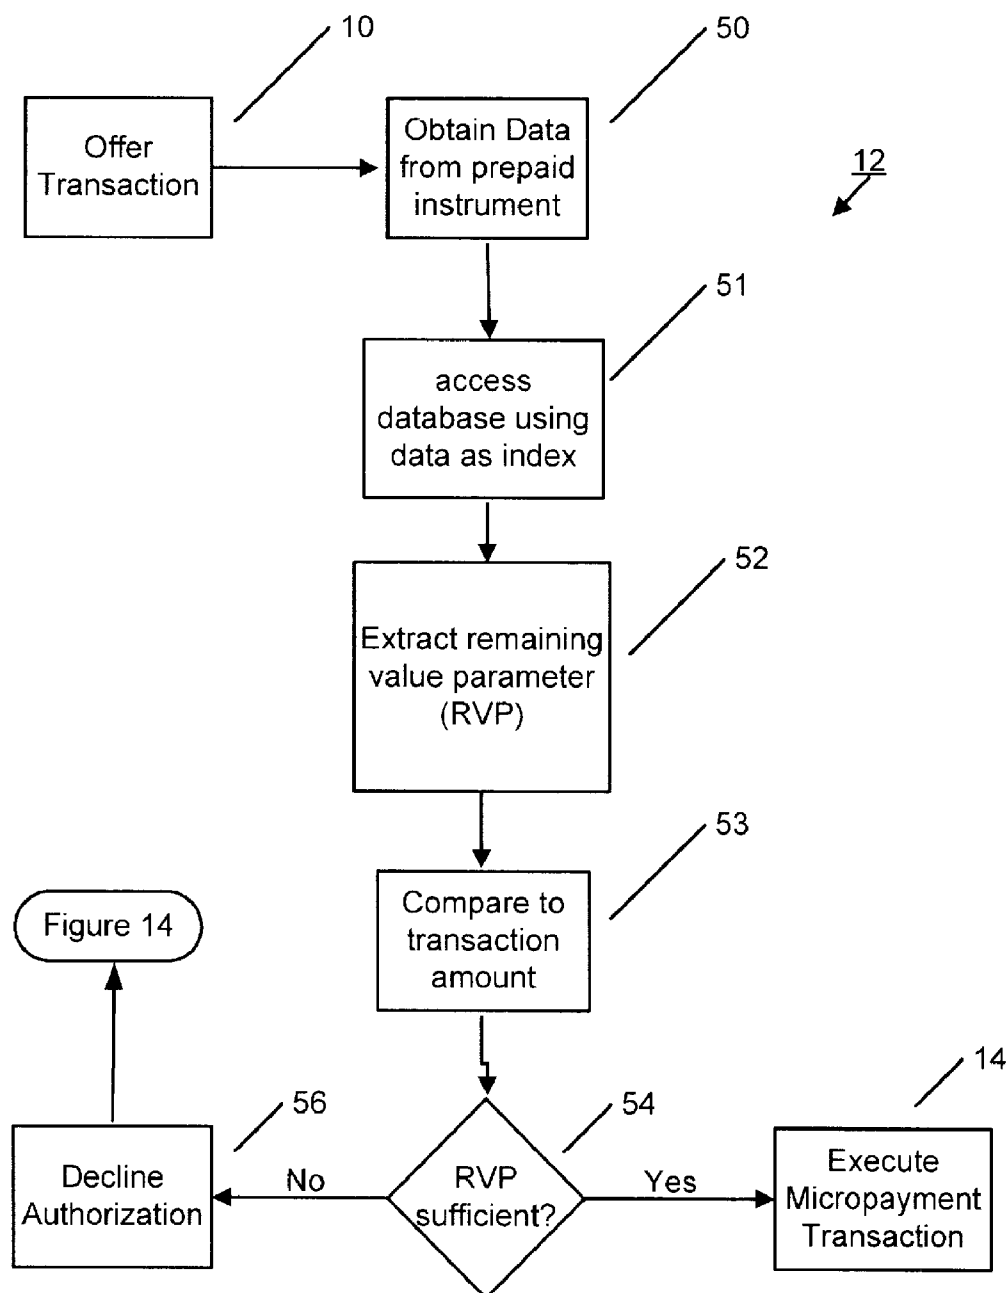 10
50
Offer
Transaction
Obtain Data
from prepaid
instrument
12
51
access
database using
data as index
52
Extract remaining
value parameter
(RVP)
53
Compare to
transaction
amount
Figure 14
14
56
54
Decline
Authorization
No
RVP
sufficient?
Yes
Execute
Micropayment
Transaction